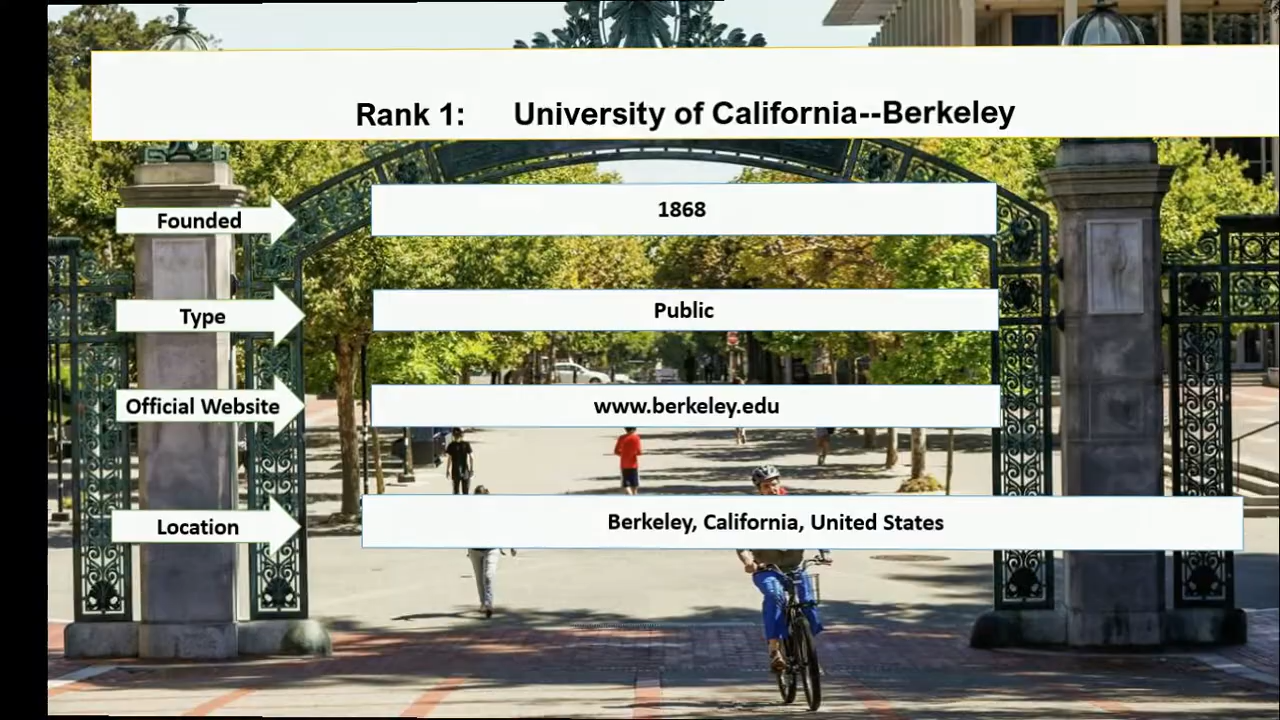 Rank 1: University of California--Berkeley
Founded
1868
Type
Public
Official Website
www.berkeley.edu
Location
Berkeley, California, United States